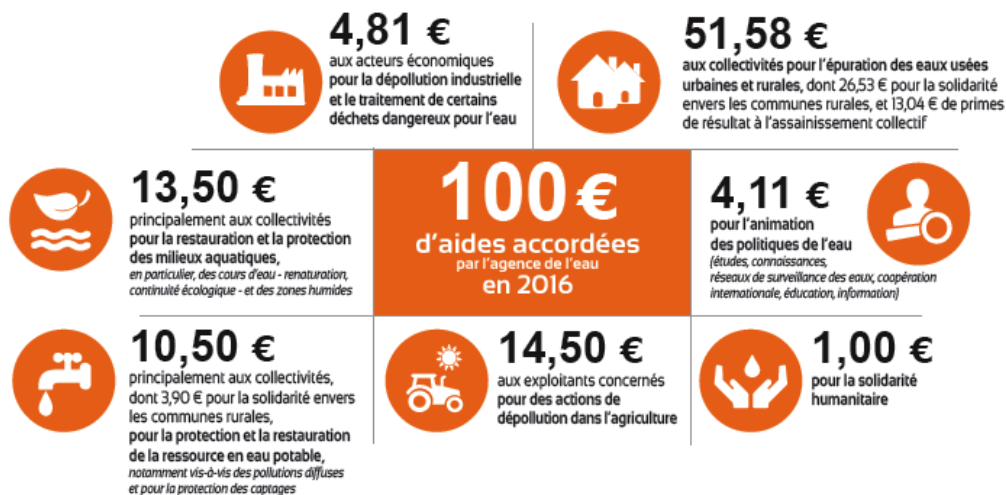 4,81 €
aux acteurs économiques
pour la dépollution industrielle
et le traitement de certains
déchets dangereux pour l'eau
51,58 €
aux collectivités pour l'épuration des eaux usées
urbaines et rurales, dont 26,53 € pour la solidarité
envers les communes rurales, et 13,04 € de primes
de résultat à l'assainissement collectif
13,50 €
principalement aux collectivités
pour la restauration et la protection
des milieux aquatiques,
en particulier, des cours d'eau - renaturation,
continuité écologique - et des zones humides
100 €
d'aides accordées
par l'agence de l'eau
en 2016
4,11 €
pour l'animation
des politiques de l'eau
(études, connaissances,
réseaux de surveillance des eaux, coopération
internationale, éducation, information)
10,50 €
principalement aux collectivités,
dont 3,90 € pour la solidarité envers
les communes rurales,
pour la protection et la restauration
de la ressource en eau potable,
notamment vis-à-vis des pollutions diffuses
et pour la protection des captages
14,50 €
aux exploitants concernés
pour des actions de
dépollution dans l'agriculture
1,00 €
pour la solidarité
humanitaire